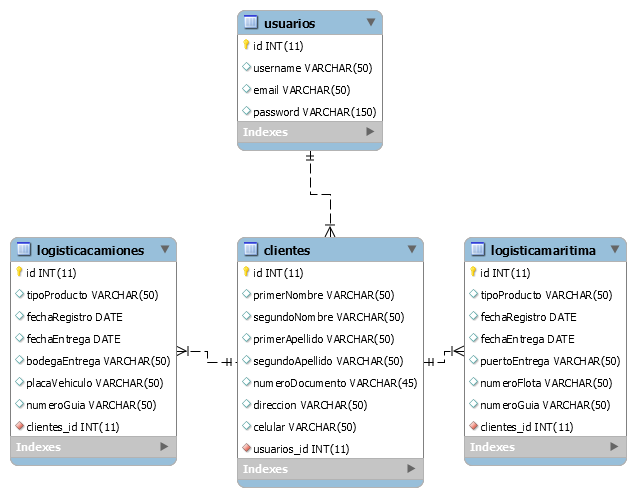 usuarios
id INT(11)
username VARCHAR(50)
email VARCHAR(50)
password VARCHAR(150)
Indexes
logisticacamiones
id INT(11)
tipoProducto VARCHAR(50)
fechaRegistro DATE
fechaEntrega DATE
bodegaEntrega VARCHAR(50)
placaVehiculo VARCHAR(50)
numeroGuia VARCHAR(50)
clientes_id INT(11)
Indexes
clientes
id INT(11)
primerNombre VARCHAR(50)
segundoNombre VARCHAR(50)
primerApellido VARCHAR(50)
segundoApellido VARCHAR(50)
numeroDocumento VARCHAR(45)
direccion VARCHAR(50)
celular VARCHAR(50)
usuarios_id INT(11)
Indexes
logisticamaritima
id INT(11)
tipoProducto VARCHAR(50)
fechaRegistro DATE
fechaEntrega DATE
puertoEntrega VARCHAR(50)
numeroFlota VARCHAR(50)
numeroGuia VARCHAR(50)
clientes_id INT(11)
Indexes